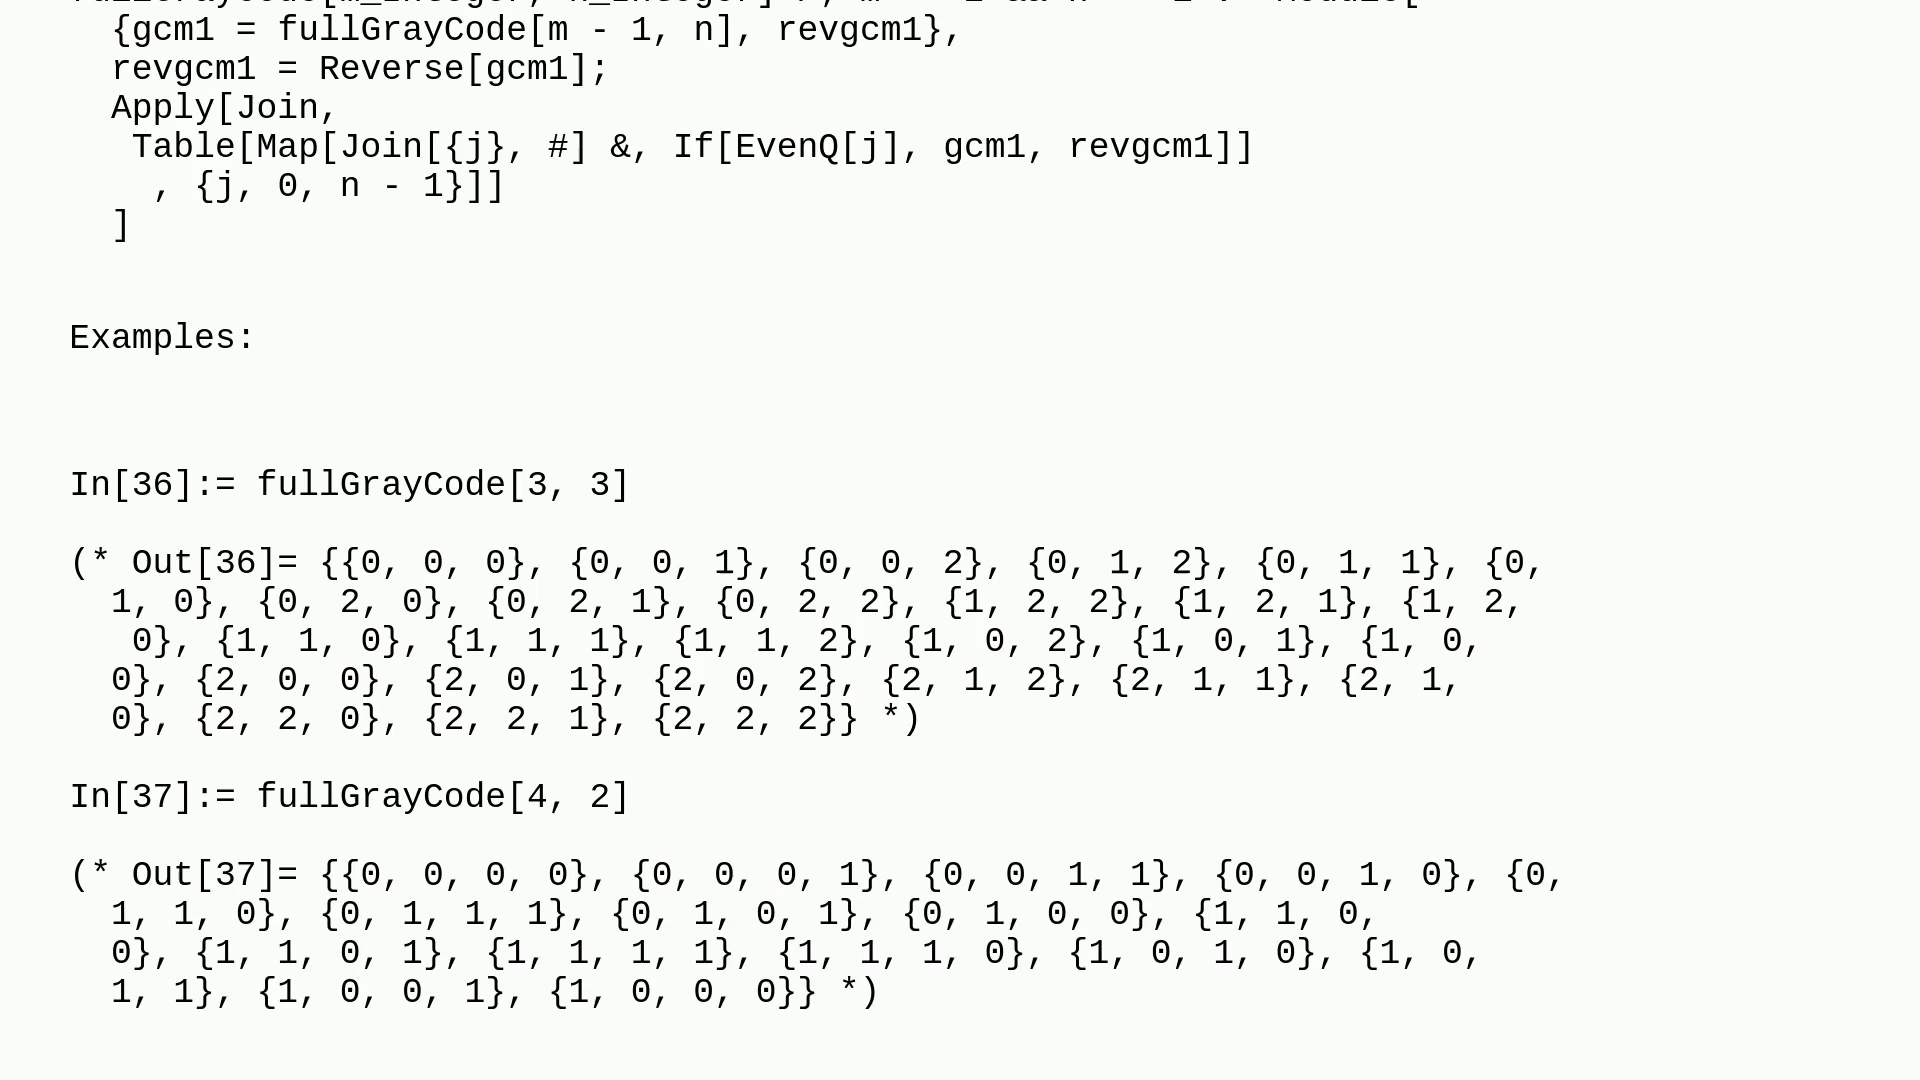 {gcm1 = fullGrayCode[m - 1, n], revgcm1},
revgcm1 = Reverse[gcm1];
Apply[Join,
Table[Map[Join[{j}, #] &, If[EvenQ[j], gcm1, revgcm1]]
, {j, 0, n - 1}]]
]
Examples:
In[36]:= fullGrayCode[3, 3]
(* Out[36]= {{0, 0, 0}, {0, 0, 1}, {0, 0, 2}, {0, 1, 2}, {0, 1, 1}, {0,
1, 0}, {0, 2, 0}, {0, 2, 1}, {0, 2, 2}, {1, 2, 2}, {1, 2, 1}, {1, 2,
0}, {1, 1, 0}, {1, 1, 1}, {1, 1, 2}, {1, 0, 2}, {1, 0, 1}, {1, 0,
0}, {2, 0, 0}, {2, 0, 1}, {2, 0, 2}, {2, 1, 2}, {2, 1, 1}, {2, 1,
0}, {2, 2, 0}, {2, 2, 1}, {2, 2, 2}} *)
In[37]:= fullGrayCode[4, 2]
(* Out[37]= {{0, 0, 0, 0}, {0, 0, 0, 1}, {0, 0, 1, 1}, {0, 0, 1, 0}, {0,
1, 1, 0}, {0, 1, 1, 1}, {0, 1, 0, 1}, {0, 1, 0, 0}, {1, 1, 0,
0}, {1, 1, 0, 1}, {1, 1, 1, 1}, {1, 1, 1, 0}, {1, 0, 1, 0}, {1, 0,
1, 1}, {1, 0, 0, 1}, {1, 0, 0, 0}} *)